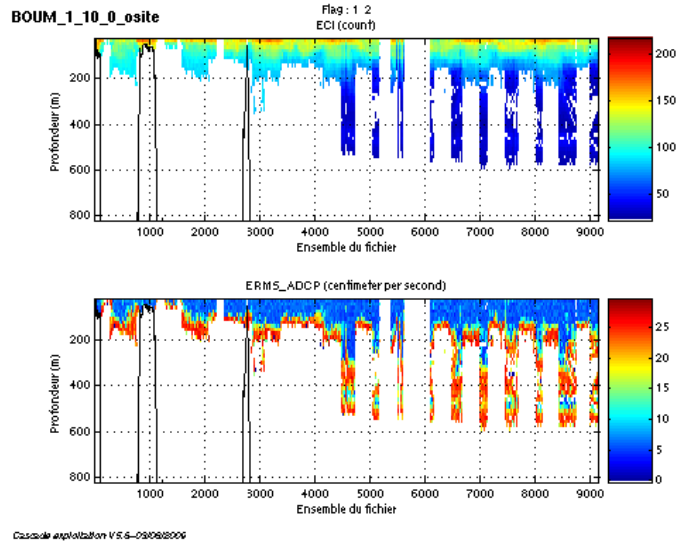 BOUM_1_10_0_osite
Flag : 1 2
ECI (count)
Profondeur (m)
200
400
600
800
1000 2000 3000 4000 5000 6000 7000 8000 9000
Ensemble du fichier
200
150
100
50
ERMS_ADCP (centimeter per second)
Profondeur (m)
200
400
600
800
1000 2000 3000 4000 5000 6000 7000 8000 9000
Ensemble du fichier
25
20
15
10
5
0
Cascade exploitation V5.6-03/06/2009